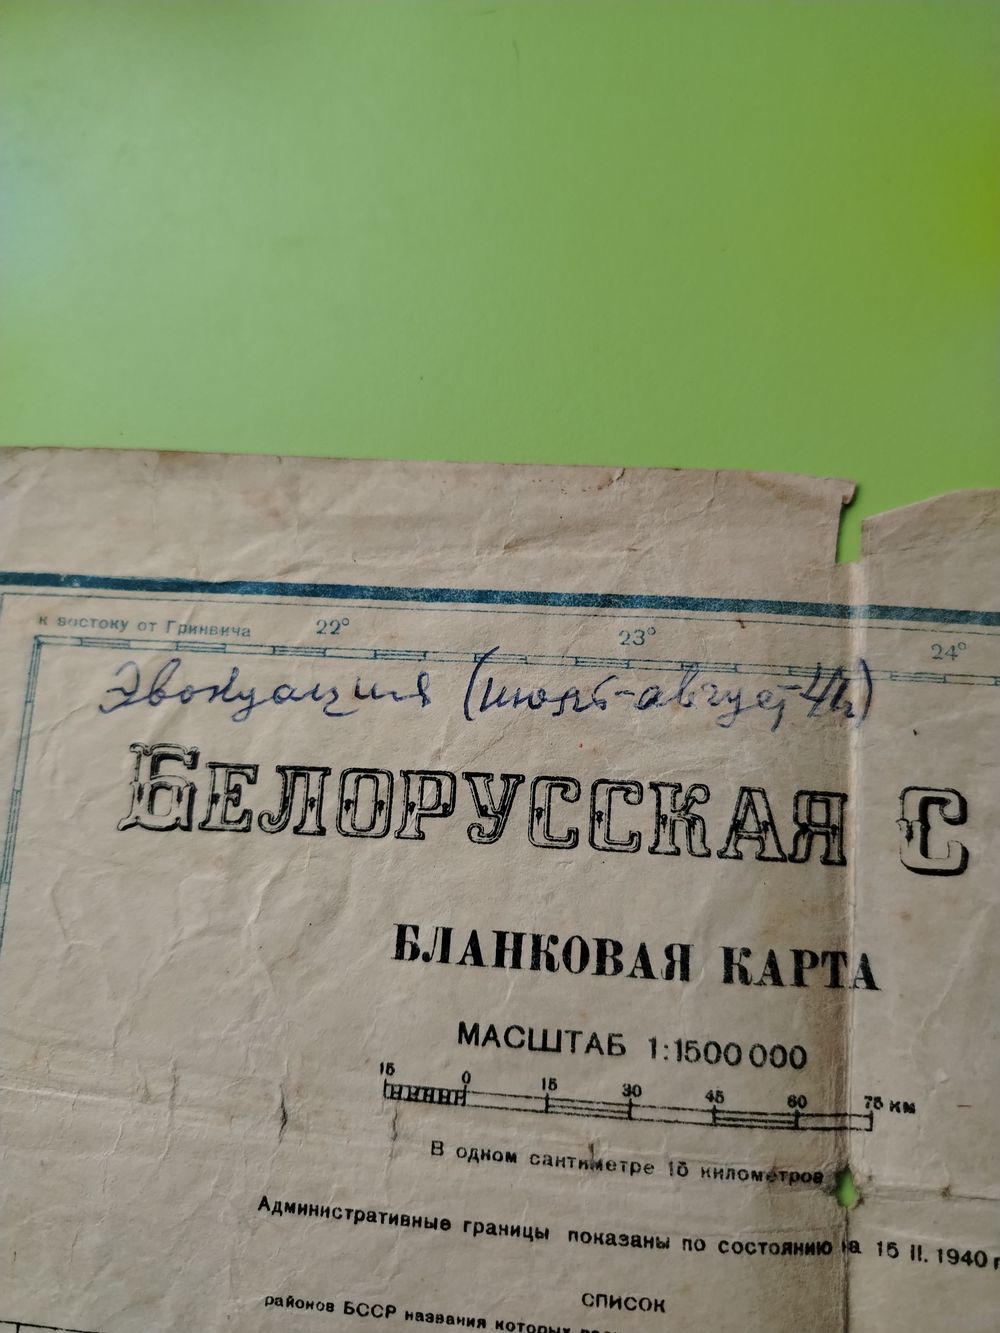 к востоку от Гринвича 22° 23° 24°
Эвокуация (июль-август 41г)
БЕЛОРУССКАЯ С
БЛАНКОВАЯ КАРТА
МАСШТАБ 1:1500000
15 0 15 30 45 60 75 км
В одном сантиметре 15 километров
Административные границы показаны по состоянию на 15 II. 1940 г
СПИСОК
районов БССР названия которых